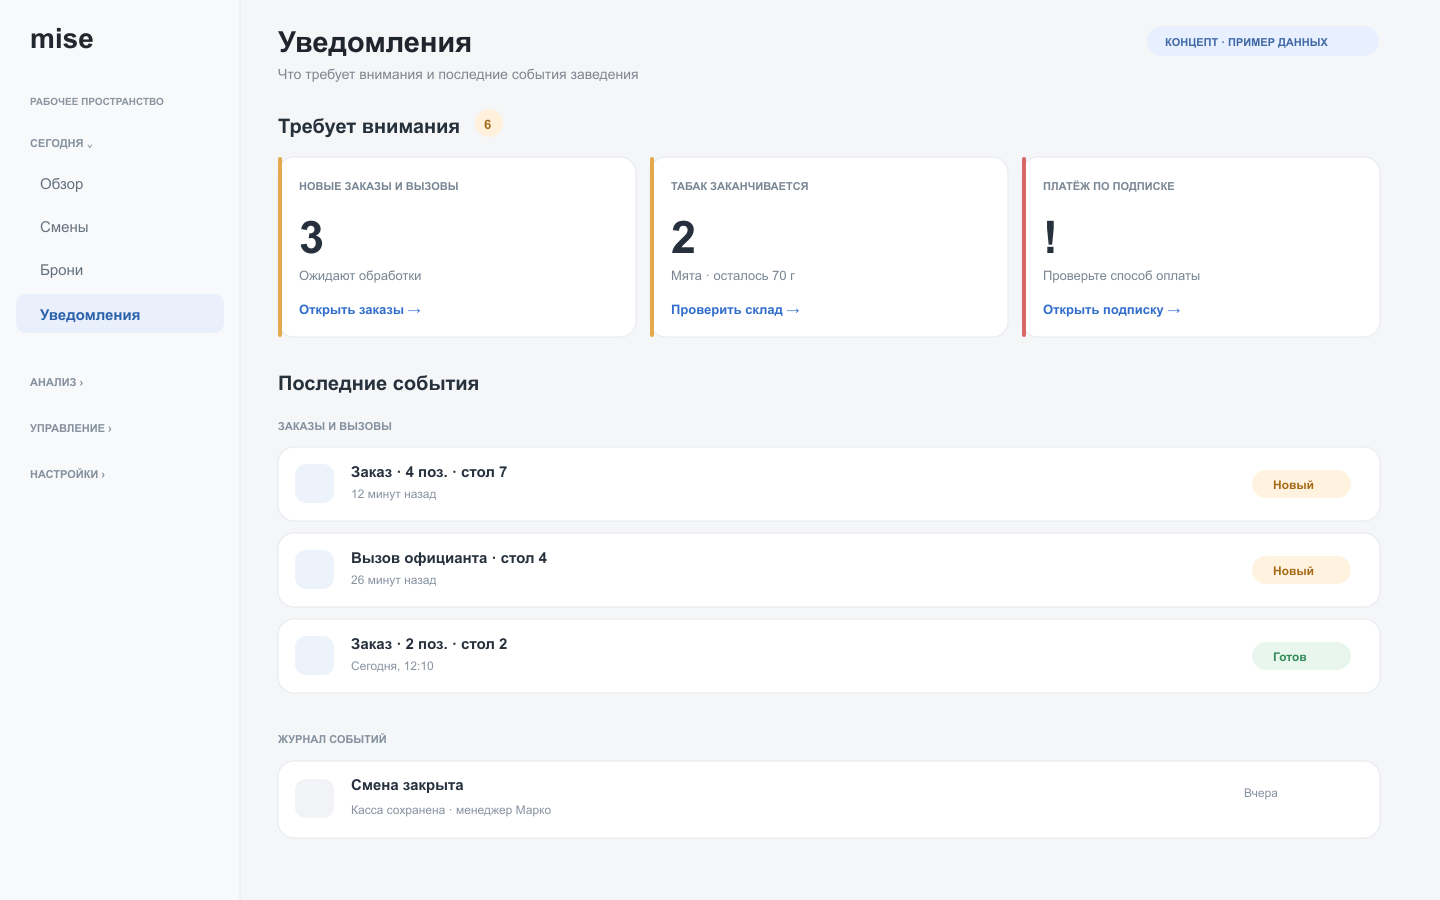 mise
РАБОЧЕЕ ПРОСТРАНСТВО
СЕГОДНЯ ⌄
Обзор
Смены
Брони
Уведомления
АНАЛИЗ ›
УПРАВЛЕНИЕ ›
НАСТРОЙКИ ›
Уведомления
КОНЦЕПТ · ПРИМЕР ДАННЫХ
Что требует внимания и последние события заведения
Требует внимания 6
НОВЫЕ ЗАКАЗЫ И ВЫЗОВЫ
3
Ожидают обработки
Открыть заказы →
ТАБАК ЗАКАНЧИВАЕТСЯ
2
Мята · осталось 70 г
Проверить склад →
ПЛАТЁЖ ПО ПОДПИСКЕ
!
Проверьте способ оплаты
Открыть подписку →
Последние события
ЗАКАЗЫ И ВЫЗОВЫ
Заказ · 4 поз. · стол 7
12 минут назад
Новый
Вызов официанта · стол 4
26 минут назад
Новый
Заказ · 2 поз. · стол 2
Сегодня, 12:10
Готов
ЖУРНАЛ СОБЫТИЙ
Смена закрыта
Касса сохранена · менеджер Марко
Вчера